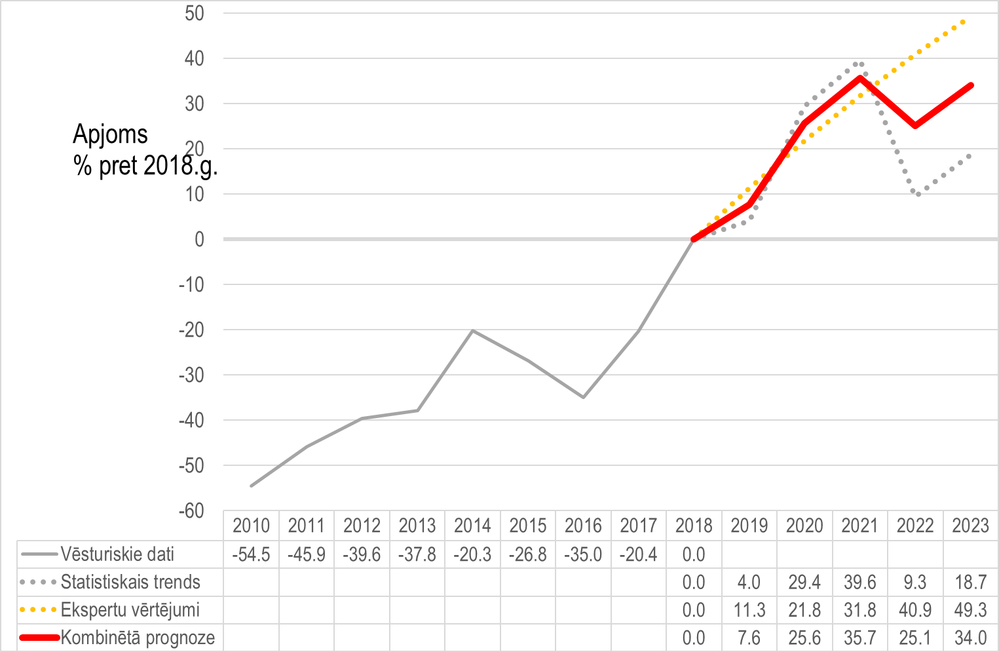 50
40
30
20
10
0
-10
-20
-30
-40
-50
-60
Apjoms
% pret 2018.g.
2010 2011 2012 2013 2014 2015 2016 2017 2018 2019 2020 2021 2022 2023
Vēsturiskie dati -54.5 -45.9 -39.6 -37.8 -20.3 -26.8 -35.0 -20.4 0.0
Statistiskais trends 0.0 4.0 29.4 39.6 9.3 18.7
Ekspertu vērtējumi 0.0 11.3 21.8 31.8 40.9 49.3
Kombinētā prognoze 0.0 7.6 25.6 35.7 25.1 34.0